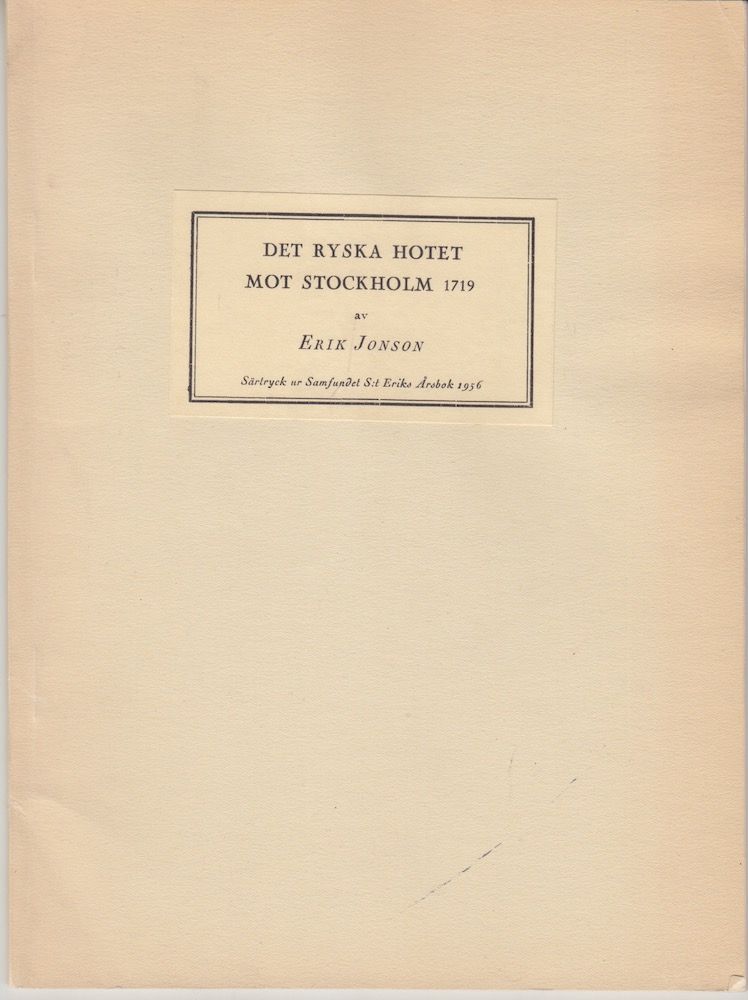 DET RYSKA HOTET
MOT STOCKHOLM 1719
av
ERIK JONSON
Särtryck ur Samfundet S:t Eriks Årsbok 1956